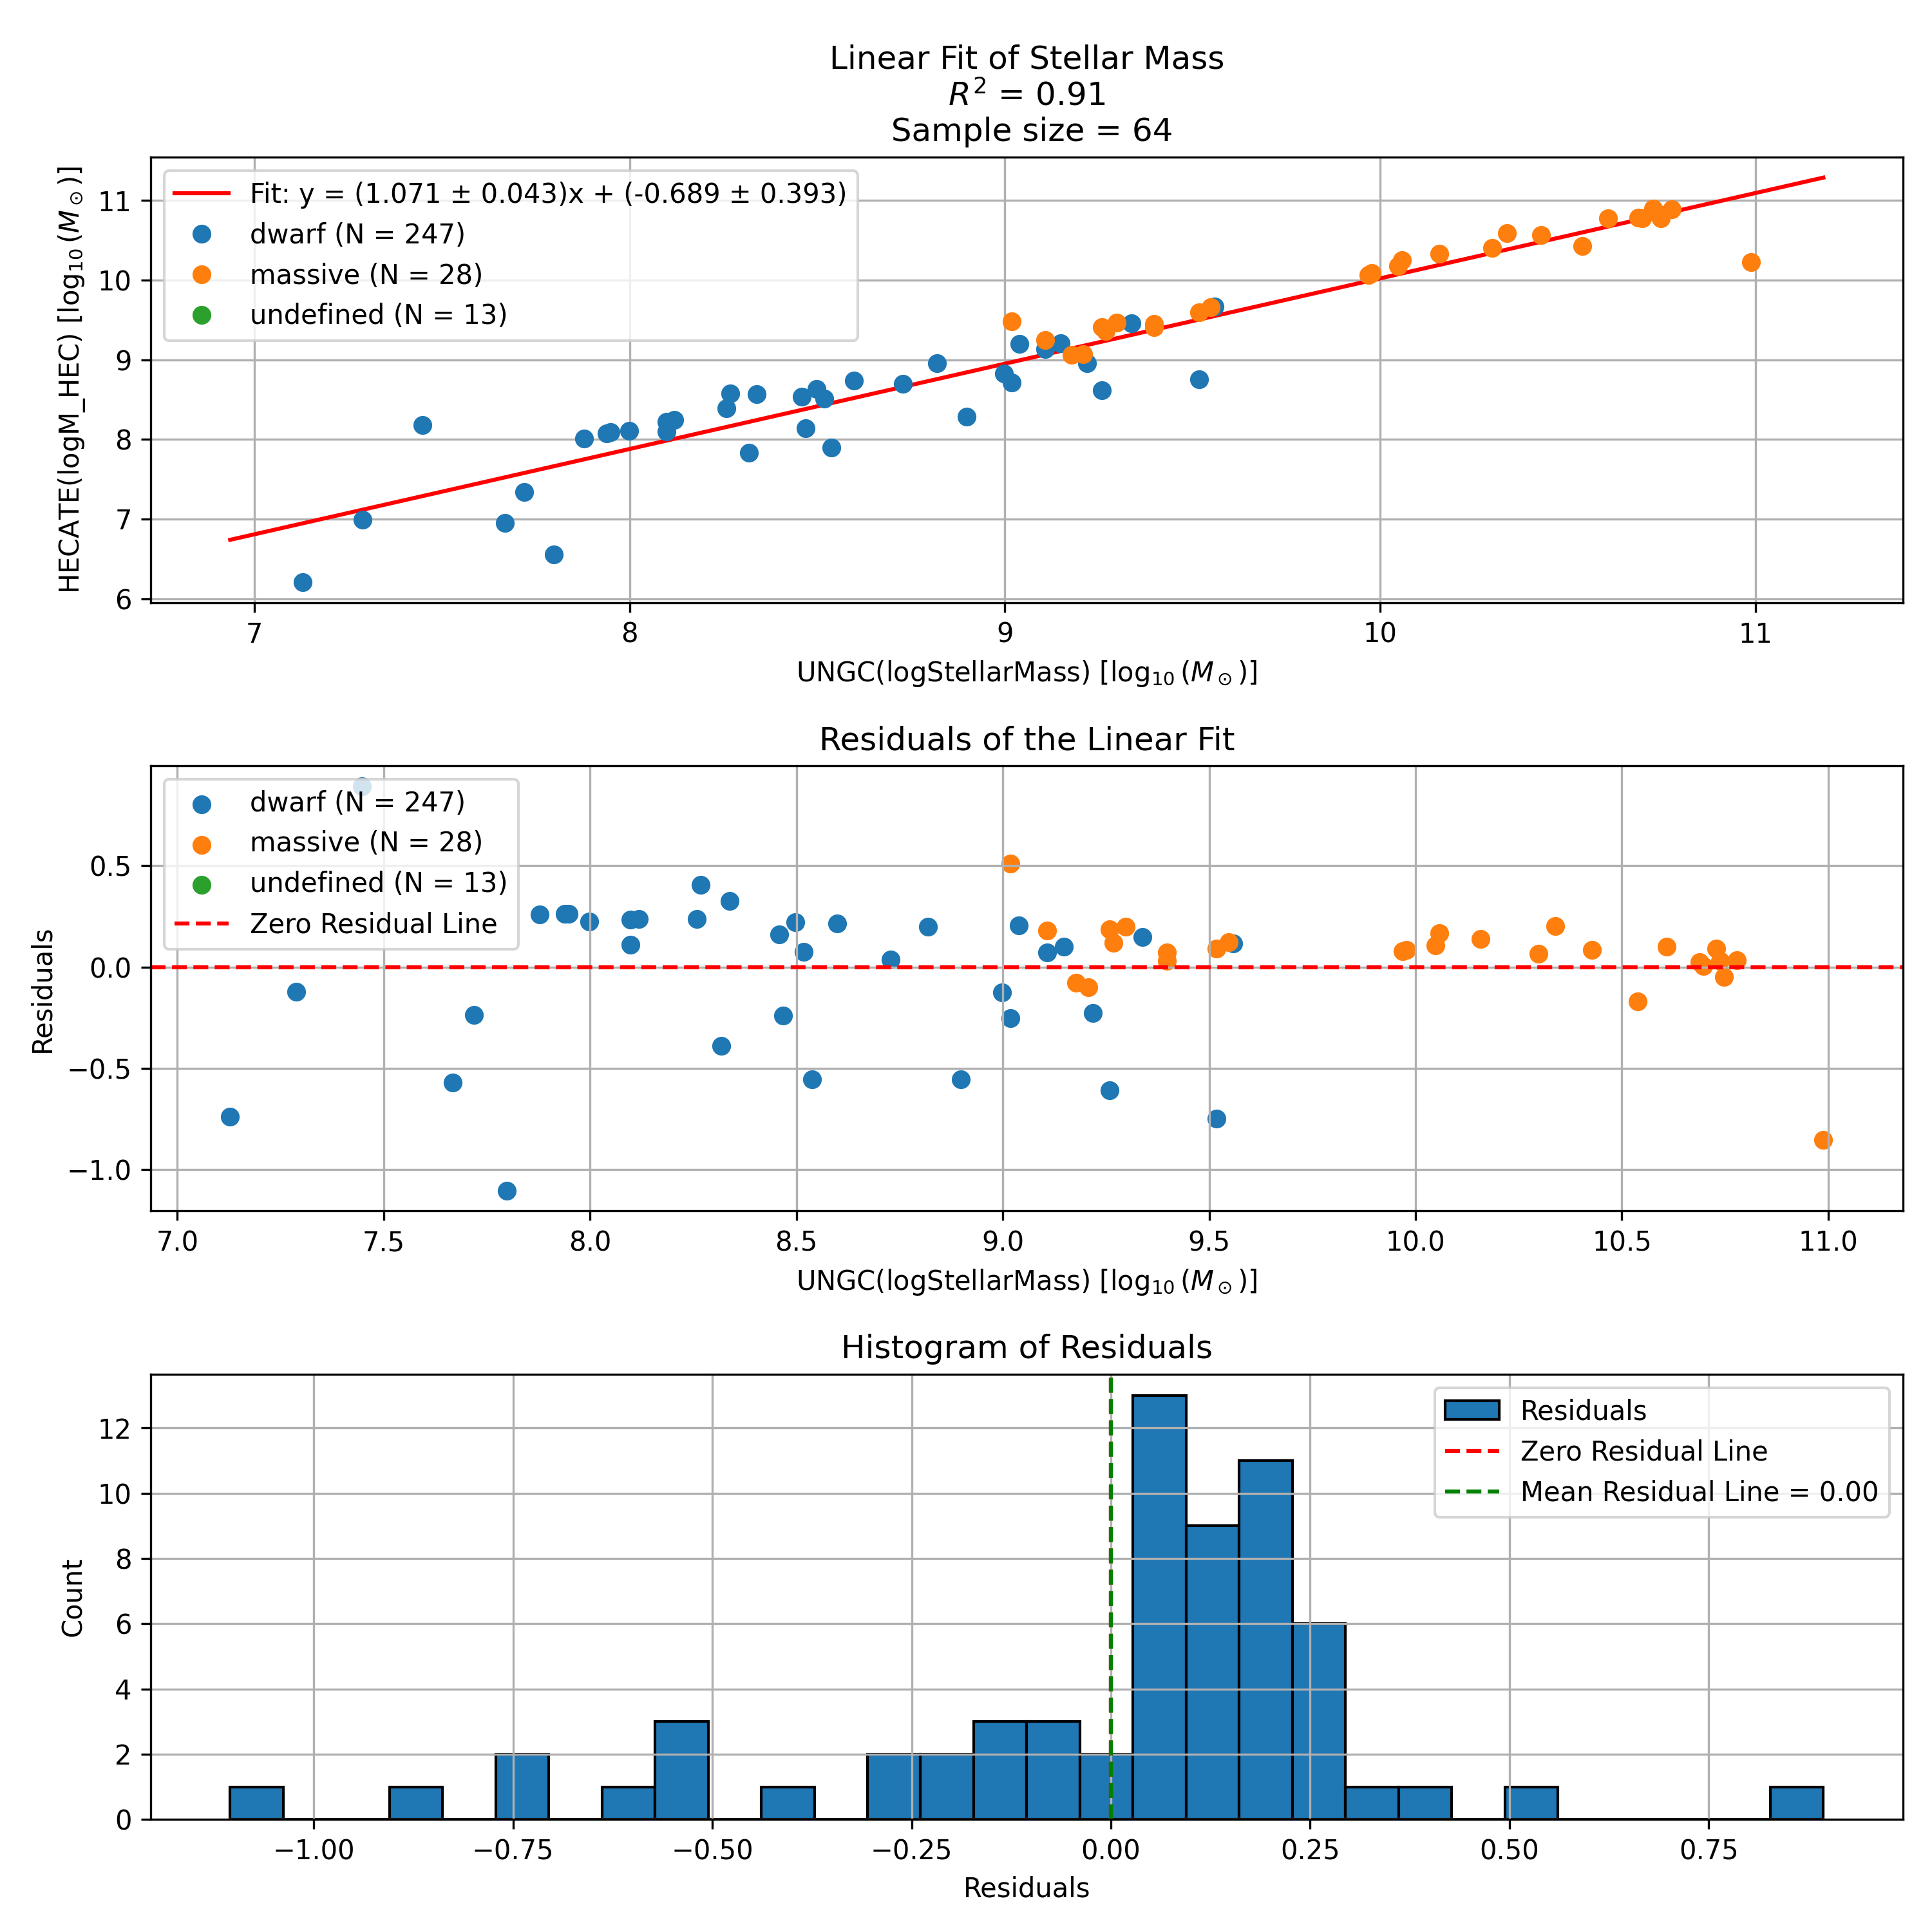 Linear Fit of Stellar Mass
R² = 0.91
Sample size = 64
Fit: y = (1.071 ± 0.043)x + (-0.689 ± 0.393)
dwarf (N = 247)
massive (N = 28)
undefined (N = 13)
HECATE(logM_HEC) [log₁₀(M_⊙)]
11
10
9
8
7
6
7 8 9 10 11
UNGC(logStellarMass) [log₁₀(M_⊙)]
Residuals of the Linear Fit
dwarf (N = 247)
massive (N = 28)
undefined (N = 13)
Zero Residual Line
Residuals
0.5
0.0
−0.5
−1.0
7.0 7.5 8.0 8.5 9.0 9.5 10.0 10.5 11.0
UNGC(logStellarMass) [log₁₀(M_⊙)]
Histogram of Residuals
Residuals
Zero Residual Line
Mean Residual Line = 0.00
Count
12
10
8
6
4
2
0
−1.00 −0.75 −0.50 −0.25 0.00 0.25 0.50 0.75
Residuals